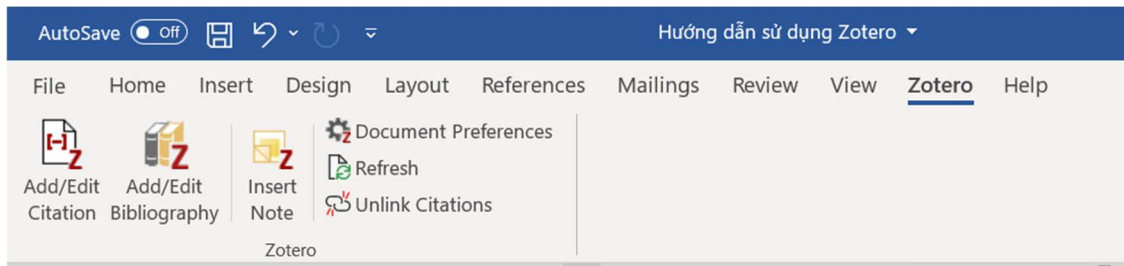 AutoSave Off Hướng dẫn sử dụng Zotero
File Home Insert Design Layout References Mailings Review View Zotero Help
Add/Edit Citation
Add/Edit Bibliography
Insert Note
Document Preferences
Refresh
Unlink Citations
Zotero